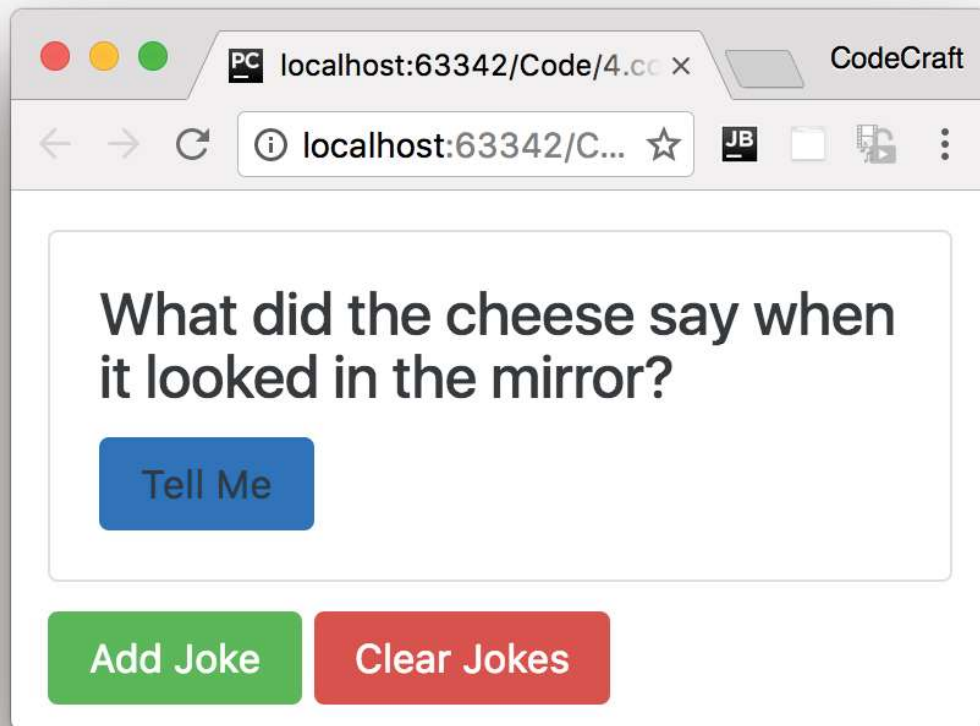 PC localhost:63342/Code/4.co CodeCraft
localhost:63342/C... JB
What did the cheese say when
it looked in the mirror?
Tell Me
Add Joke Clear Jokes